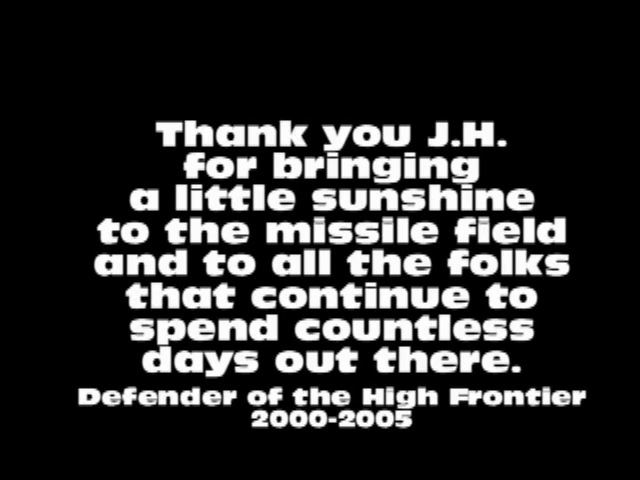 Thank you J.H.
for bringing
a little sunshine
to the missile field
and to all the folks
that continue to
spend countless
days out there.
Defender of the High Frontier
2000-2005